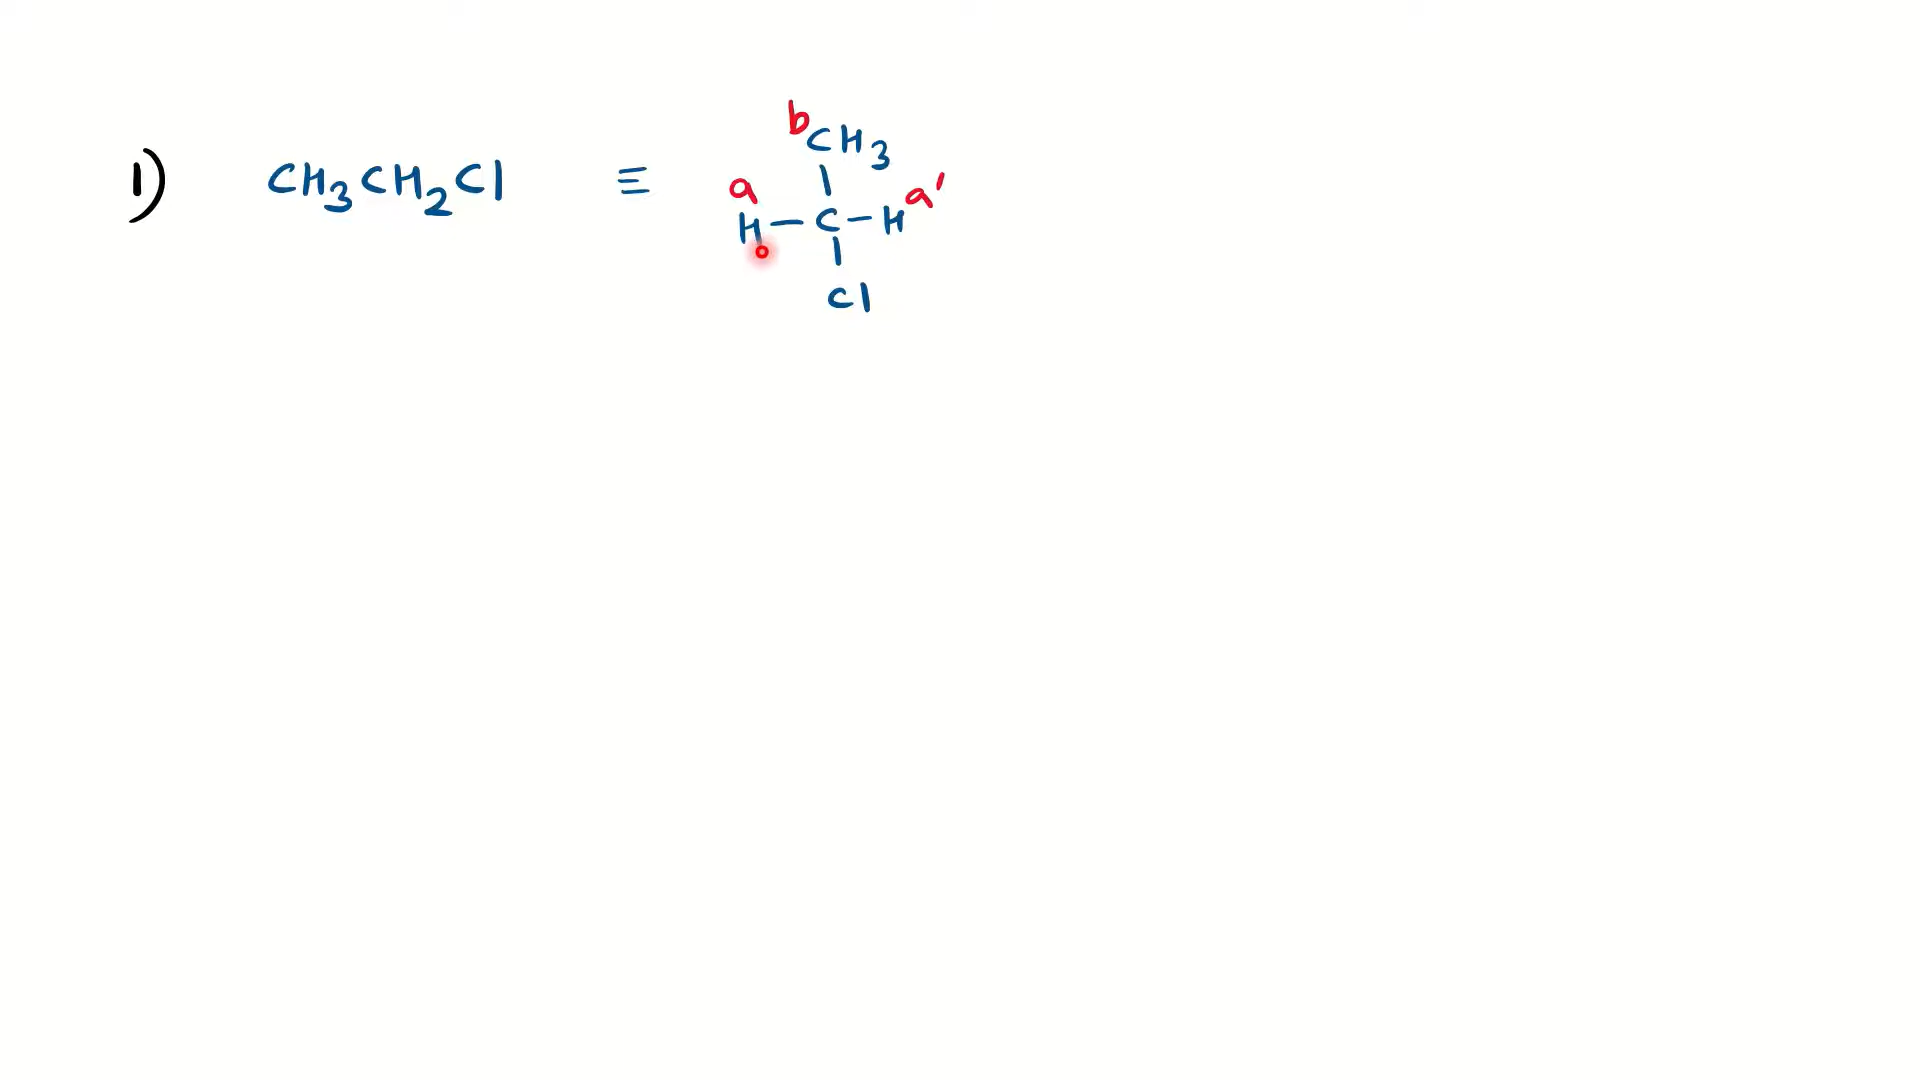 1) CH3CH2Cl ≡
b CH3
a H - C - H a'
Cl